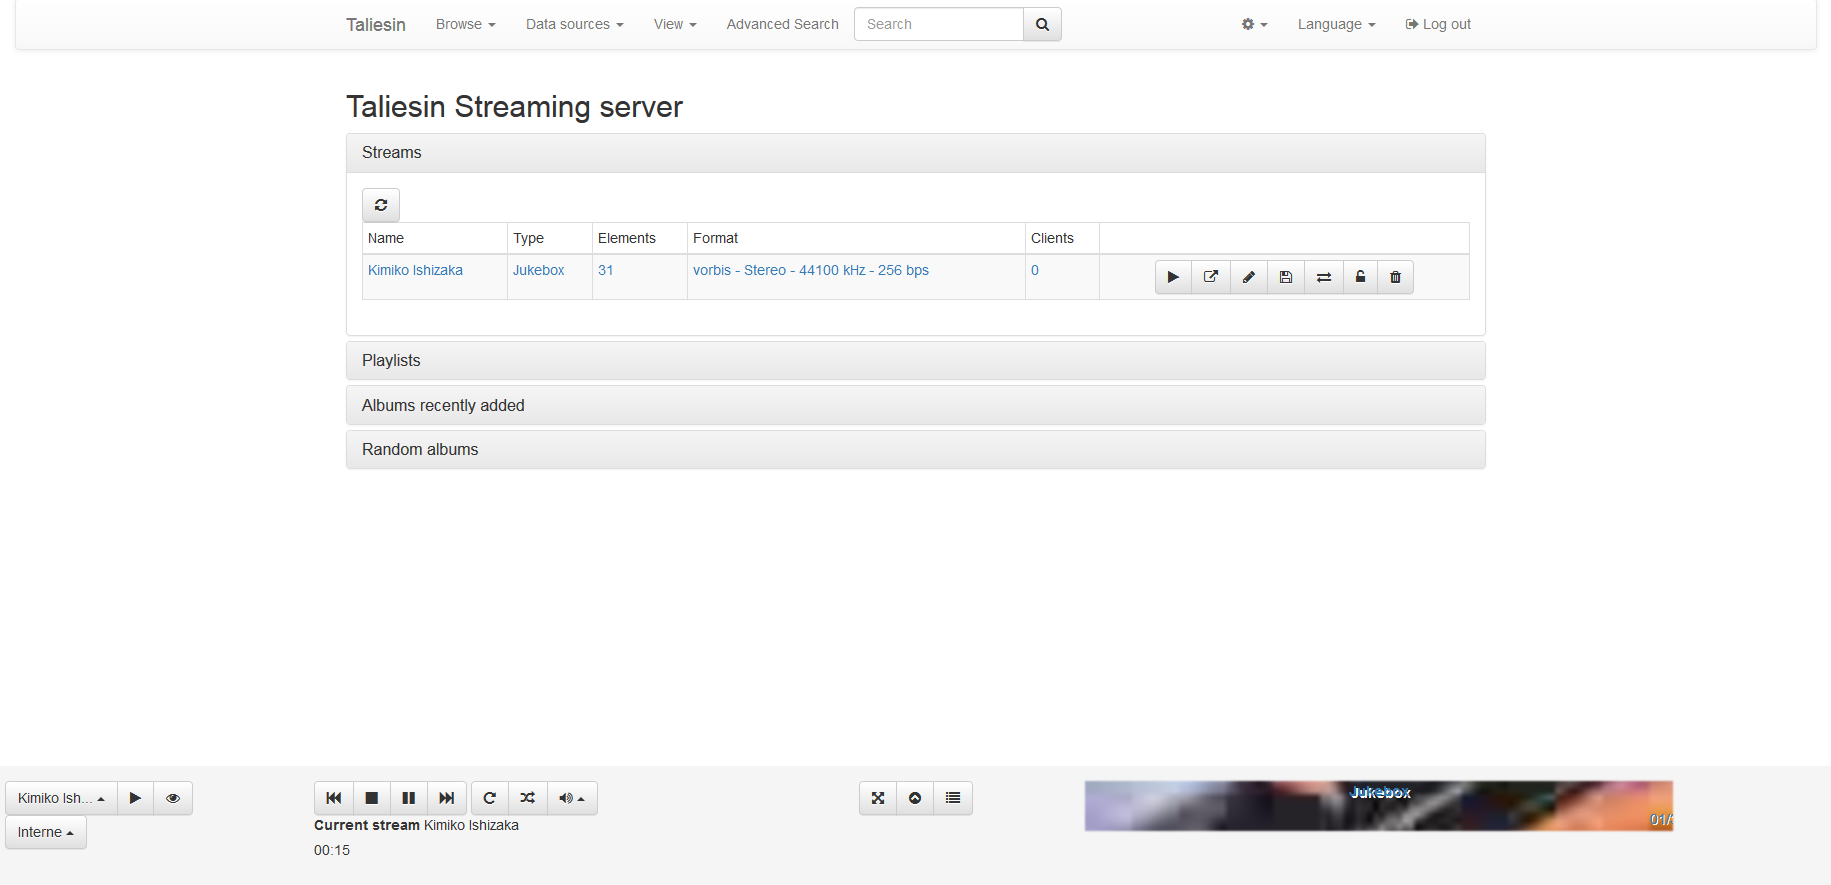 Taliesin Browse Data sources View Advanced Search Search Language Log out
Taliesin Streaming server
Streams
Name Type Elements Format Clients
Kimiko Ishizaka Jukebox 31 vorbis - Stereo - 44100 kHz - 256 bps 0
Playlists
Albums recently added
Random albums
Kimiko Ish...
Interne
Current stream Kimiko Ishizaka
00:15
Jukebox
01/